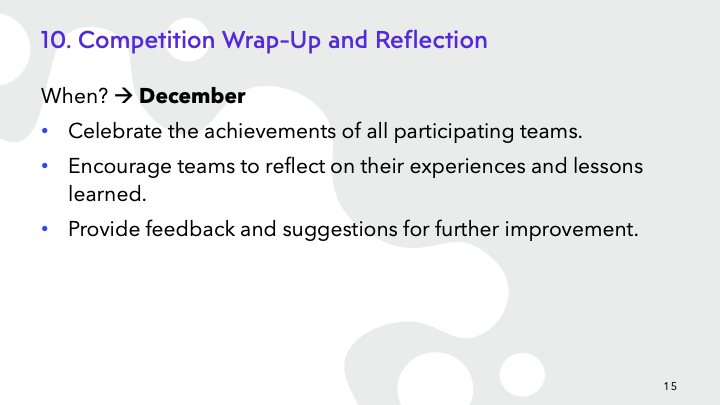 10. Competition Wrap-Up and Reflection
When? → December
• Celebrate the achievements of all participating teams.
• Encourage teams to reflect on their experiences and lessons
learned.
• Provide feedback and suggestions for further improvement.
15